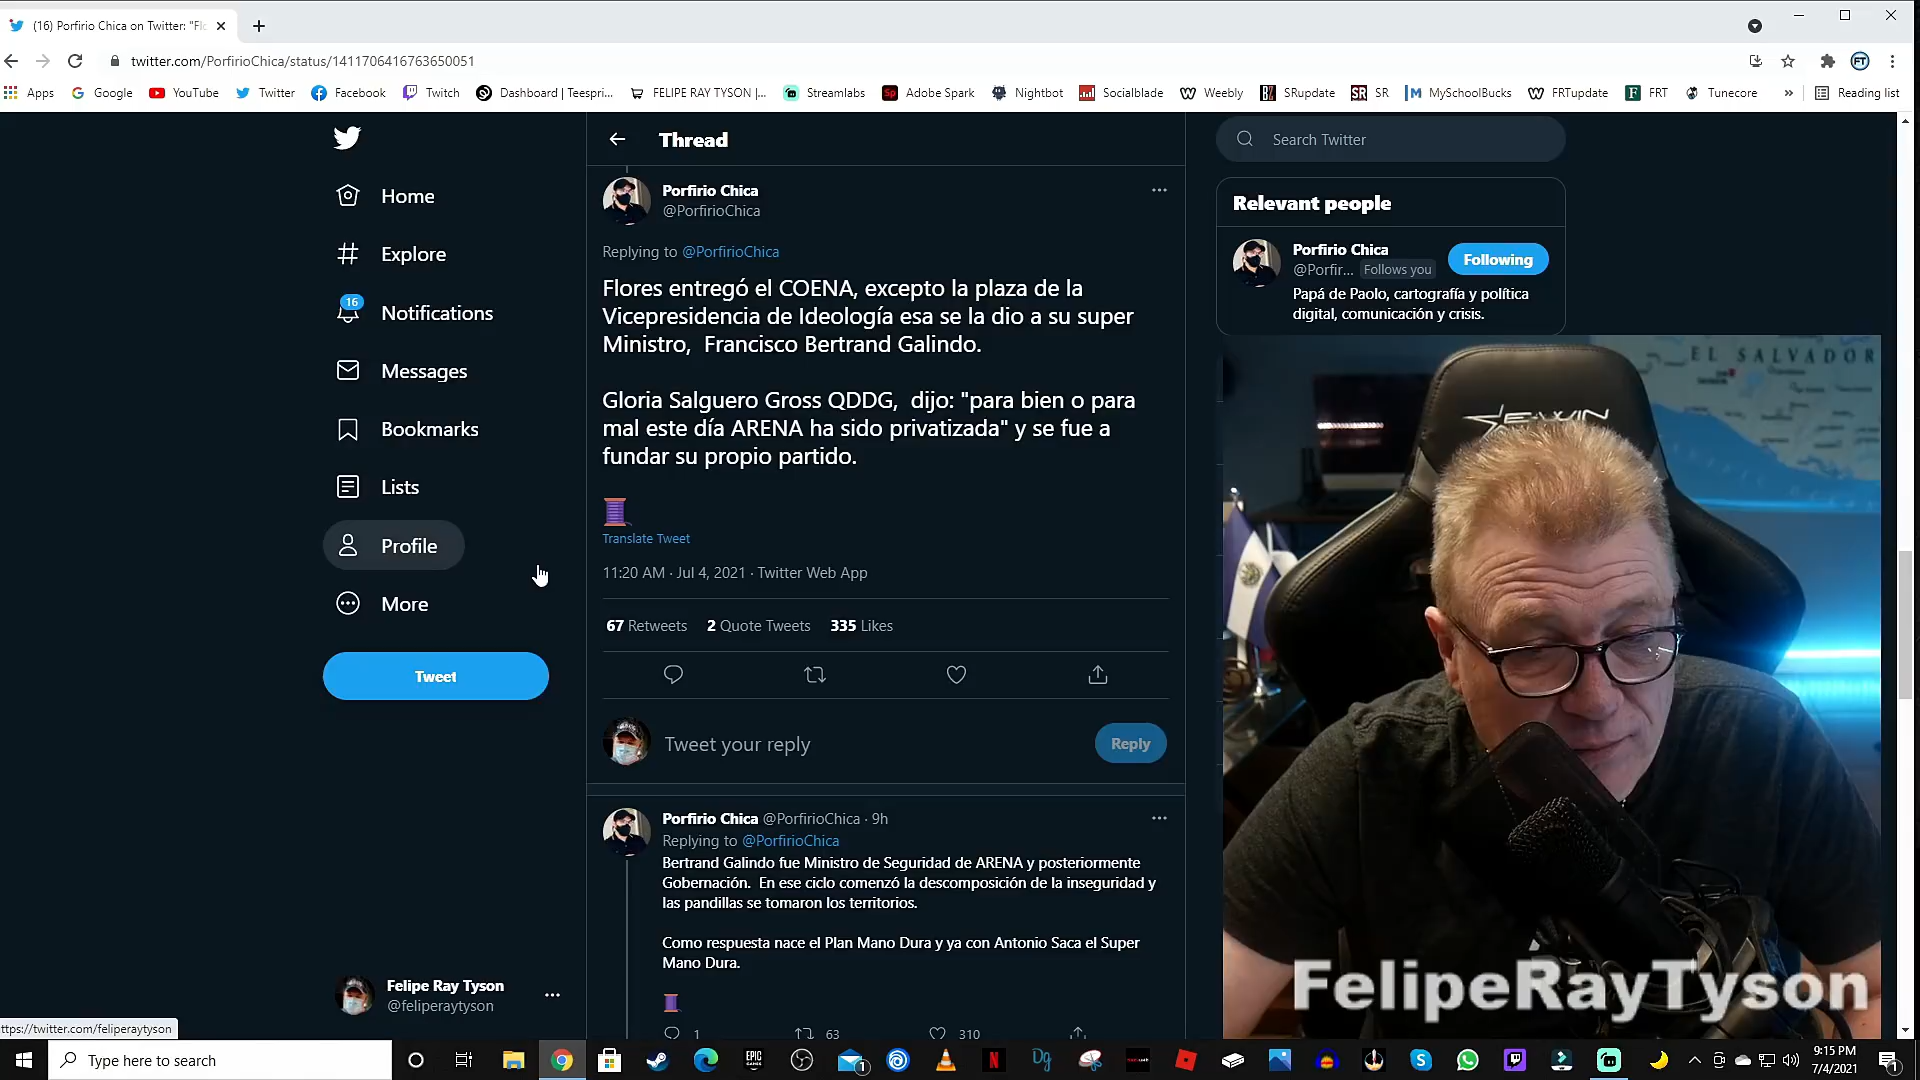 (16) Porfirio Chica on Twitter: "Flo
twitter.com/PorfirioChica/status/1411706416763650051
Apps
Google
YouTube
Twitter
Facebook
Twitch
Dashboard | Teespri...
FELIPE RAY TYSON |...
Streamlabs
Adobe Spark
Nightbot
Socialblade
Weebly
SRupdate
SR
MySchoolBucks
FRTupdate
FRT
Tunecore
»
Reading list
Home
Explore
16
Notifications
Messages
Bookmarks
Lists
Profile
More
Tweet
Felipe Ray Tyson
@feliperaytyson
ttps://twitter.com/feliperaytyson
Thread
Porfirio Chica
@PorfirioChica
Replying to @PorfirioChica
Flores entregó el COENA, excepto la plaza de la
Vicepresidencia de Ideología esa se la dio a su super
Ministro,  Francisco Bertrand Galindo.
Gloria Salguero Gross QDDG,  dijo: "para bien o para
mal este día ARENA ha sido privatizada" y se fue a
fundar su propio partido.
Translate Tweet
11:20 AM · Jul 4, 2021 · Twitter Web App
67 Retweets 2 Quote Tweets 335 Likes
Tweet your reply
Reply
Porfirio Chica @PorfirioChica · 9h
Replying to @PorfirioChica
Bertrand Galindo fue Ministro de Seguridad de ARENA y posteriormente
Gobernación.  En ese ciclo comenzó la descomposición de la inseguridad y
las pandillas se tomaron los territorios.
Como respuesta nace el Plan Mano Dura y ya con Antonio Saca el Super
Mano Dura.
1 63 310
Search Twitter
Relevant people
Porfirio Chica
@Porfir... Follows you
Following
Papá de Paolo, cartografía y política
digital, comunicación y crisis.
EL SALVADOR
FelipeRayTyson
Type here to search
9:15 PM
7/4/2021